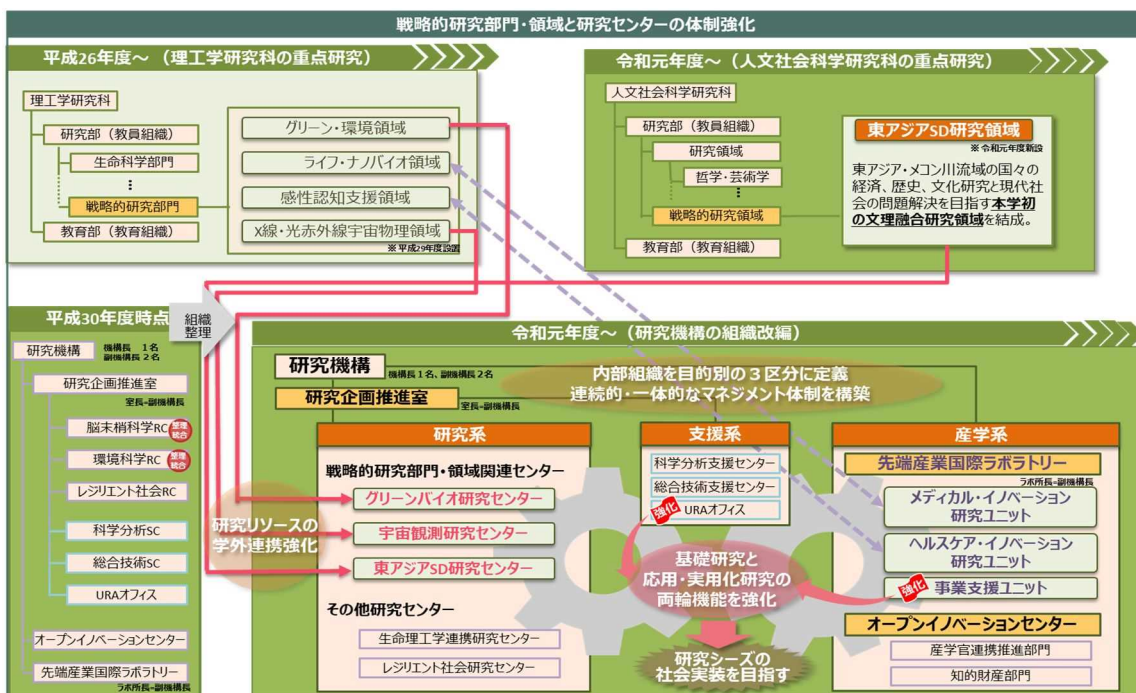 戦略的研究部門・領域と研究センターの体制強化
平成26年度～（理工学研究科の重点研究）
理工学研究科
研究部（教員組織）
生命科学部門
⋮
戦略的研究部門
教育部（教育組織）
グリーン・環境領域
ライフ・ナノバイオ領域
感性認知支援領域
X線・光赤外線宇宙物理領域
※平成29年度設置
令和元年度～（人文社会科学研究科の重点研究）
人文社会科学研究科
研究部（教員組織）
研究領域
哲学・芸術学
⋮
戦略的研究領域
教育部（教育組織）
東アジアSD研究領域
※令和元年度新設
東アジア・メコン川流域の国々の
経済、歴史、文化研究と現代社
会の問題解決を目指す本学初
の文理融合研究領域を結成。
平成30年度時点
組織
整理
研究機構
機構長　1名
副機構長2名
研究企画推進室
室長=副機構長
脳末梢科学RC
整理
統合
環境科学RC
整理
統合
レジリエント社会RC
科学分析SC
総合技術SC
URAオフィス
オープンイノベーションセンター
先端産業国際ラボラトリー
ラボ所長=副機構長
令和元年度～（研究機構の組織改編）
研究機構
機構長1名、副機構長2名
研究企画推進室
室長=副機構長
内部組織を目的別の３区分に定義
連続的・一体的なマネジメント体制を構築
研究系
戦略的研究部門・領域関連センター
グリーンバイオ研究センター
宇宙観測研究センター
東アジアSD研究センター
研究リソースの
学外連携強化
その他研究センター
生命理工学連携研究センター
レジリエント社会研究センター
支援系
科学分析支援センター
総合技術支援センター
強化
URAオフィス
基礎研究と
応用・実用化研究の
両輪機能を強化
研究シーズの
社会実装を目指す
産学系
先端産業国際ラボラトリー
ラボ所長=副機構長
メディカル・イノベーション
研究ユニット
ヘルスケア・イノベーション
研究ユニット
強化
事業支援ユニット
オープンイノベーションセンター
産学官連携推進部門
知的財産部門